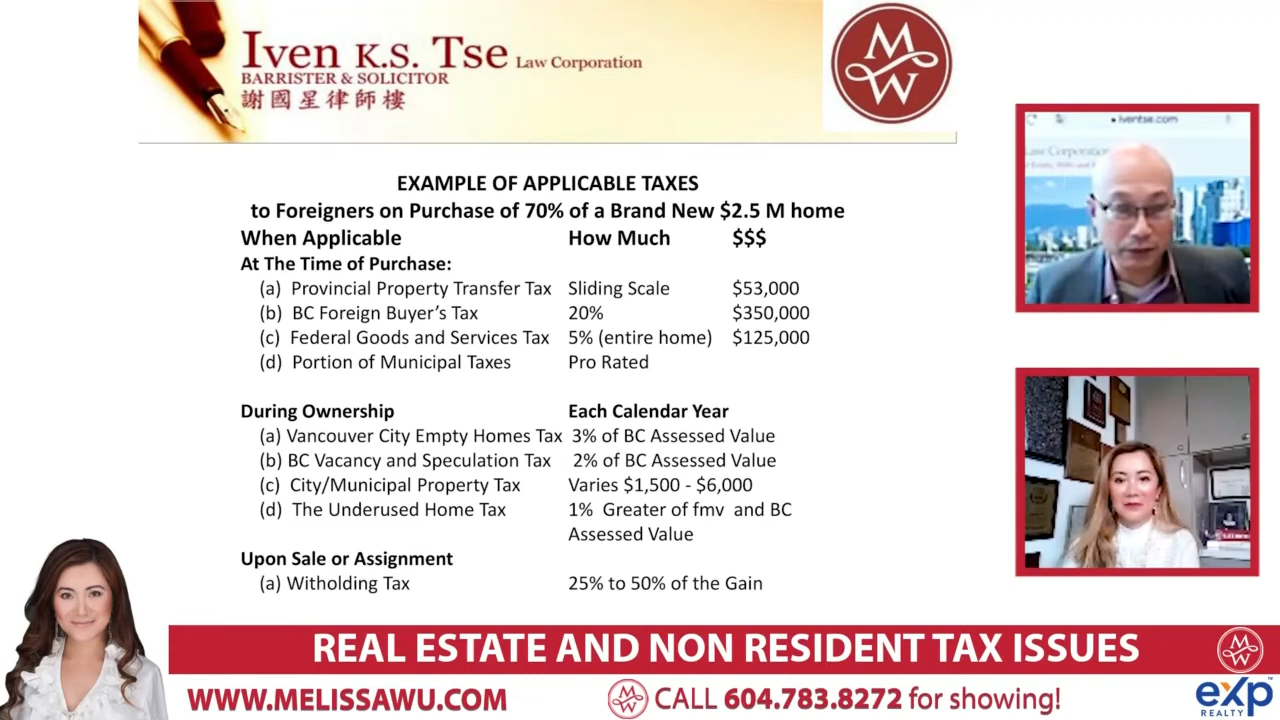 Iven K.S. Tse Law Corporation
BARRISTER & SOLICITOR
謝國星律師樓
MW
iventse.com
Law Corporation
EXAMPLE OF APPLICABLE TAXES
to Foreigners on Purchase of 70% of a Brand New $2.5 M home
When Applicable How Much $$$
At The Time of Purchase:
(a) Provincial Property Transfer Tax Sliding Scale $53,000
(b) BC Foreign Buyer's Tax 20% $350,000
(c) Federal Goods and Services Tax 5% (entire home) $125,000
(d) Portion of Municipal Taxes Pro Rated
During Ownership Each Calendar Year
(a) Vancouver City Empty Homes Tax 3% of BC Assessed Value
(b) BC Vacancy and Speculation Tax 2% of BC Assessed Value
(c) City/Municipal Property Tax Varies $1,500 - $6,000
(d) The Underused Home Tax 1% Greater of fmv and BC
Assessed Value
Upon Sale or Assignment
(a) Witholding Tax 25% to 50% of the Gain
REAL ESTATE AND NON RESIDENT TAX ISSUES
MW
WWW.MELISSAWU.COM MW CALL 604.783.8272 for showing!
eXp
REALTY